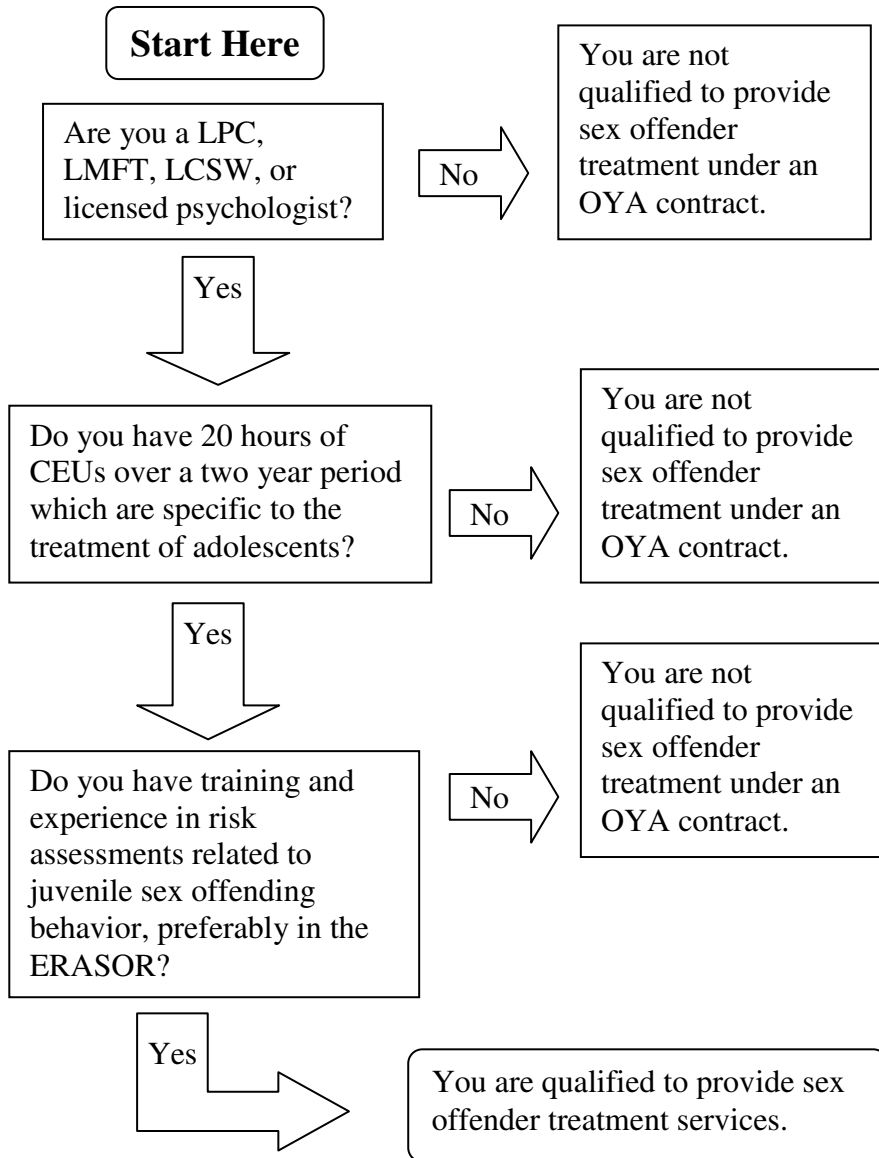 Start Here
Are you a LPC,
LMFT, LCSW, or
licensed psychologist?
No
You are not
qualified to provide
sex offender
treatment under an
OYA contract.
Yes
Do you have 20 hours of
CEUs over a two year period
which are specific to the
treatment of adolescents?
No
You are not
qualified to provide
sex offender
treatment under an
OYA contract.
Yes
Do you have training and
experience in risk
assessments related to
juvenile sex offending
behavior, preferably in the
ERASOR?
No
You are not
qualified to provide
sex offender
treatment under an
OYA contract.
Yes
You are qualified to provide sex
offender treatment services.